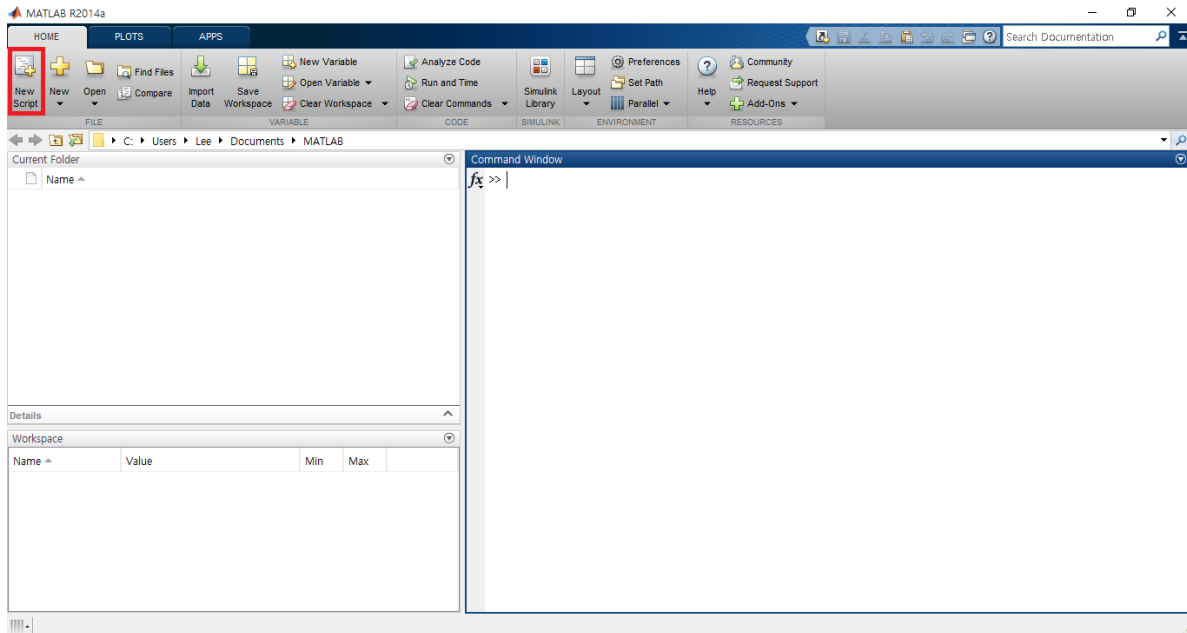 MATLAB R2014a
HOME PLOTS APPS
Search Documentation
New Script
New
Open
Find Files
Compare
Import Data
Save Workspace
New Variable
Open Variable
Clear Workspace
Analyze Code
Run and Time
Clear Commands
Simulink Library
Layout
Preferences
Set Path
Parallel
Help
Community
Request Support
Add-Ons
FILE VARIABLE CODE SIMULINK ENVIRONMENT RESOURCES
C: Users Lee Documents MATLAB
Current Folder
Name
Details
Workspace
Name Value Min Max
Command Window
fx >>